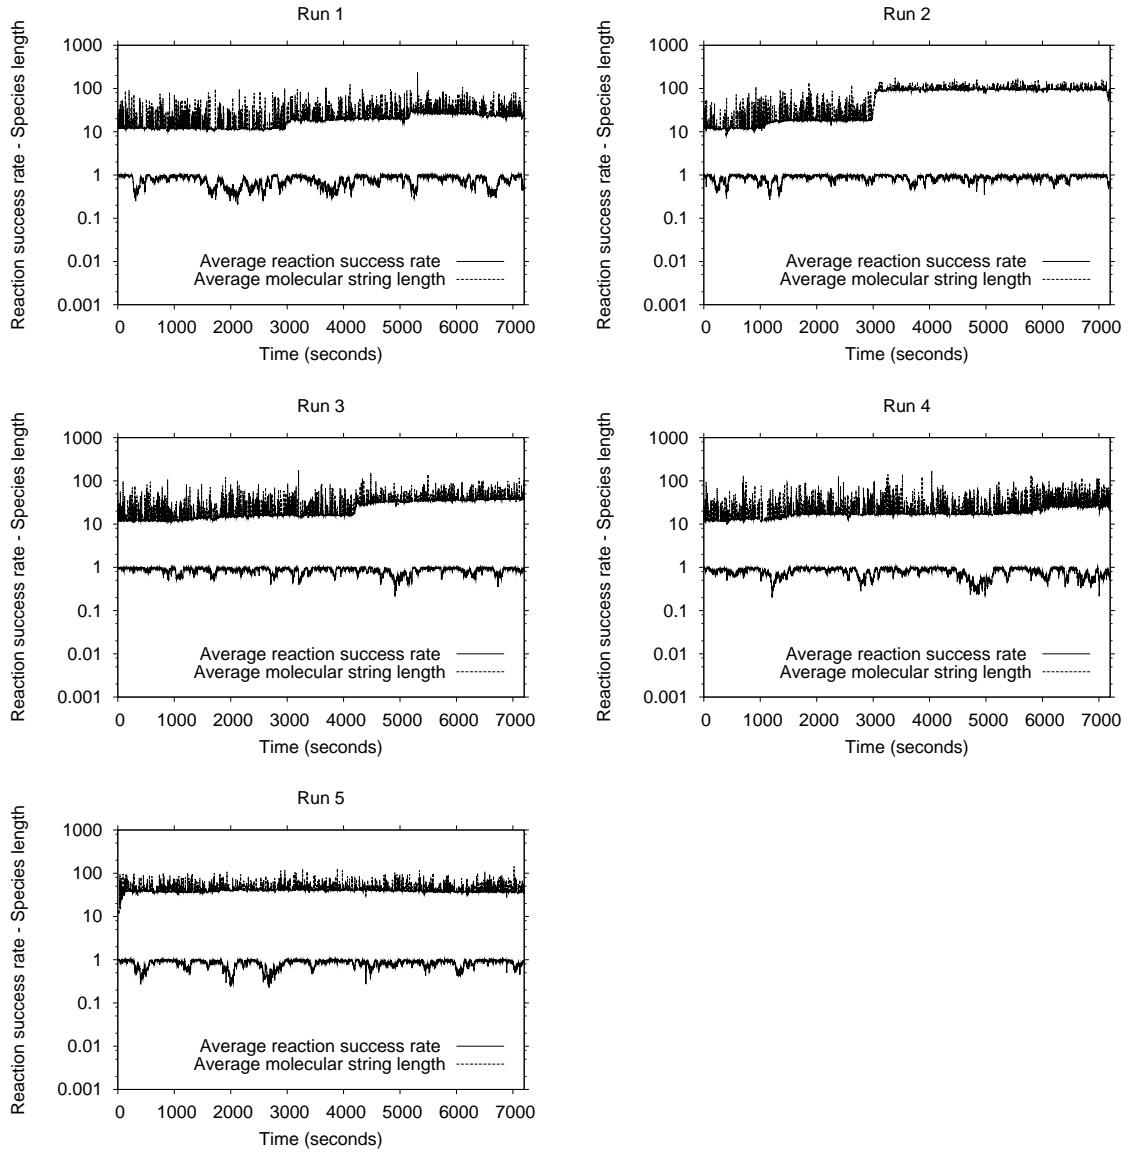 Run 1
Reaction success rate - Species length
1000
100
10
1
0.1
0.01
0.001
Average reaction success rate
Average molecular string length
0 1000 2000 3000 4000 5000 6000 7000
Time (seconds)
Run 2
Reaction success rate - Species length
1000
100
10
1
0.1
0.01
0.001
Average reaction success rate
Average molecular string length
0 1000 2000 3000 4000 5000 6000 7000
Time (seconds)
Run 3
Reaction success rate - Species length
1000
100
10
1
0.1
0.01
0.001
Average reaction success rate
Average molecular string length
0 1000 2000 3000 4000 5000 6000 7000
Time (seconds)
Run 4
Reaction success rate - Species length
1000
100
10
1
0.1
0.01
0.001
Average reaction success rate
Average molecular string length
0 1000 2000 3000 4000 5000 6000 7000
Time (seconds)
Run 5
Reaction success rate - Species length
1000
100
10
1
0.1
0.01
0.001
Average reaction success rate
Average molecular string length
0 1000 2000 3000 4000 5000 6000 7000
Time (seconds)